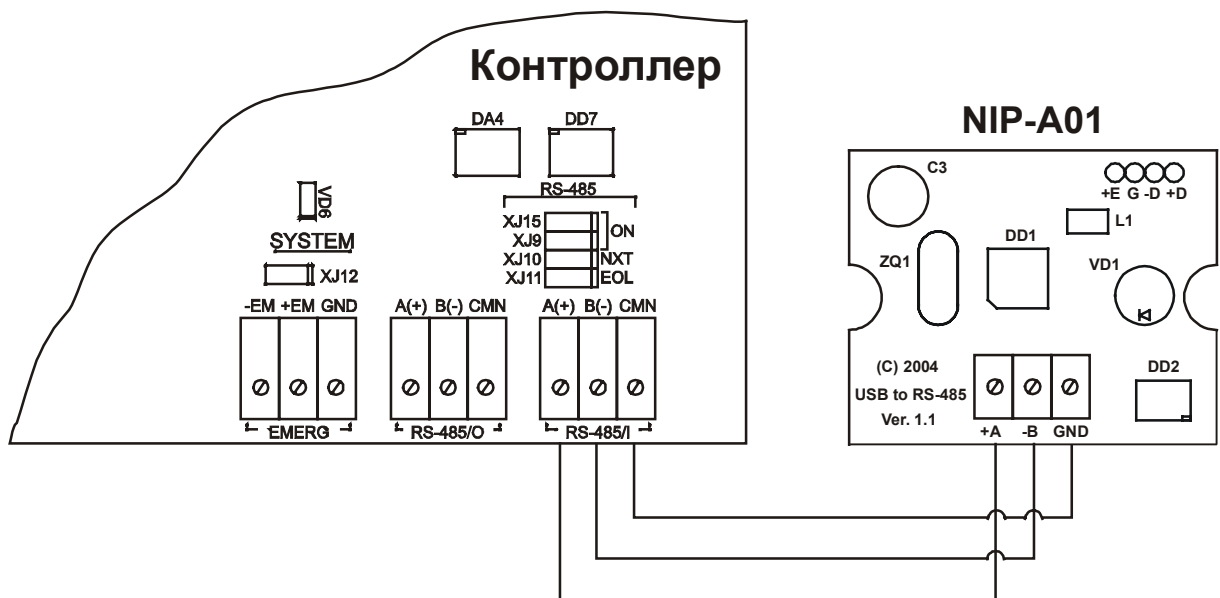 Контроллер
DA4 DD7
RS-485
VD6
SYSTEM
XJ12
XJ15
XJ9
ON
XJ10 NXT
XJ11 EOL
-EM +EM GND
A(+) B(-) CMN
A(+) B(-) CMN
EMERG
RS-485/O
RS-485/I
NIP-A01
C3
+E G -D +D
L1
ZQ1
DD1
VD1
(C) 2004
USB to RS-485
Ver. 1.1
DD2
+A -B GND